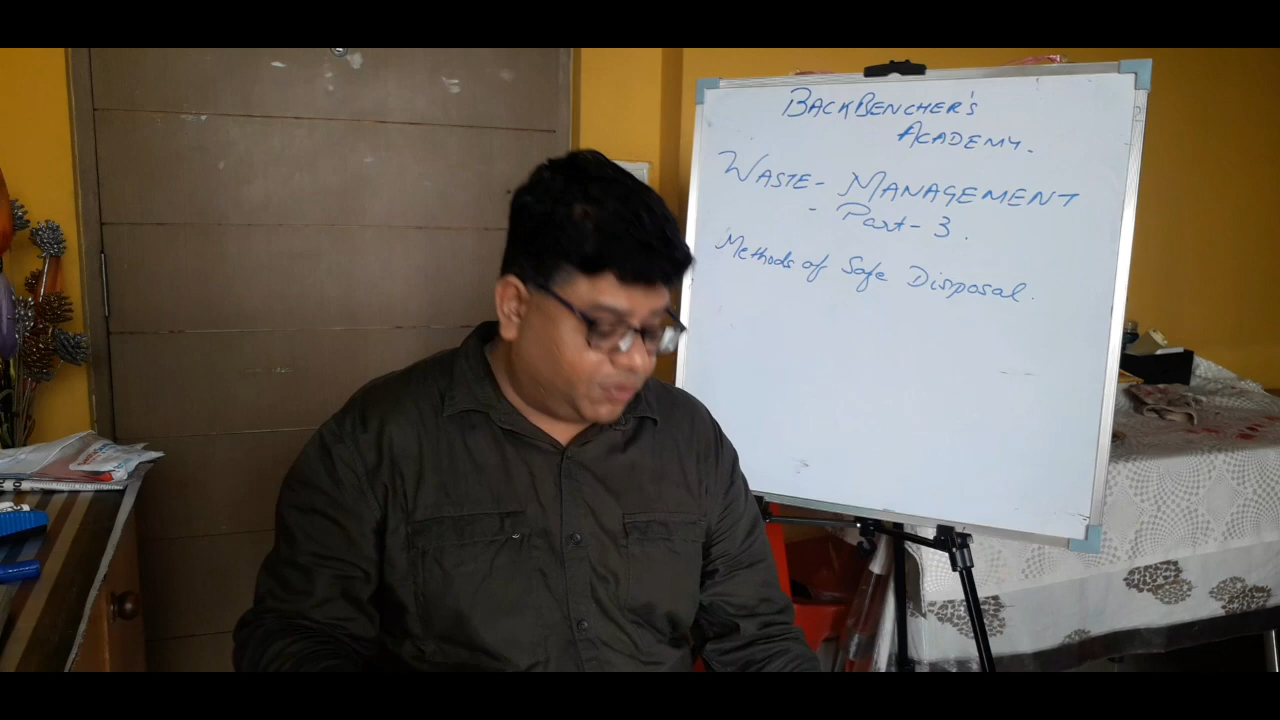 BACKBENCHER'S
ACADEMY.
WASTE- MANAGEMENT
- Part-3.
Methods of Safe Disposal.